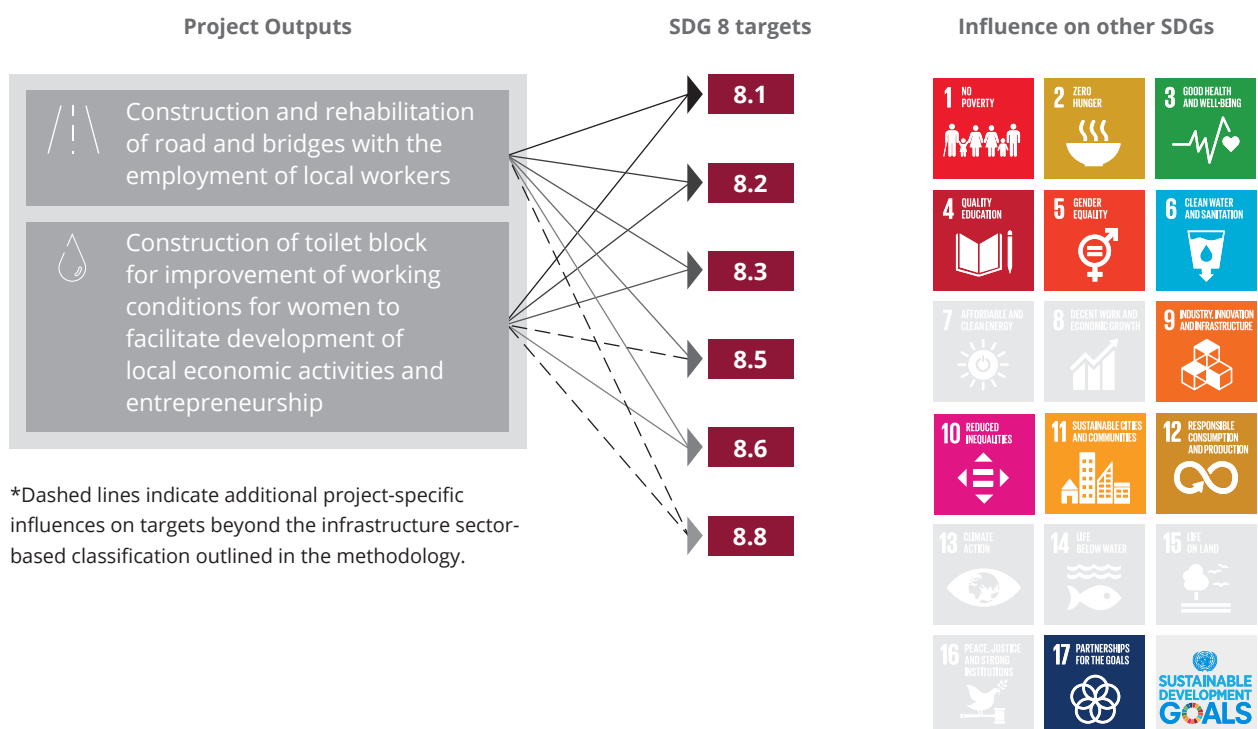 Project Outputs
SDG 8 targets
Influence on other SDGs
Construction and rehabilitation
of road and bridges with the
employment of local workers
Construction of toilet block
for improvement of working
conditions for women to
facilitate development of
local economic activities and
entrepreneurship
*Dashed lines indicate additional project-specific
influences on targets beyond the infrastructure sector-
based classification outlined in the methodology.
8.1
8.2
8.3
8.5
8.6
8.8
1 NO
POVERTY
2 ZERO
HUNGER
3 GOOD HEALTH
AND WELL-BEING
4 QUALITY
EDUCATION
5 GENDER
EQUALITY
6 CLEAN WATER
AND SANITATION
7 AFFORDABLE AND
CLEAN ENERGY
8 DECENT WORK AND
ECONOMIC GROWTH
9 INDUSTRY, INNOVATION
AND INFRASTRUCTURE
10 REDUCED
INEQUALITIES
11 SUSTAINABLE CITIES
AND COMMUNITIES
12 RESPONSIBLE
CONSUMPTION
AND PRODUCTION
13 CLIMATE
ACTION
14 LIFE
BELOW WATER
15 LIFE
ON LAND
16 PEACE, JUSTICE
AND STRONG
INSTITUTIONS
17 PARTNERSHIPS
FOR THE GOALS
SUSTAINABLE
DEVELOPMENT
GOALS